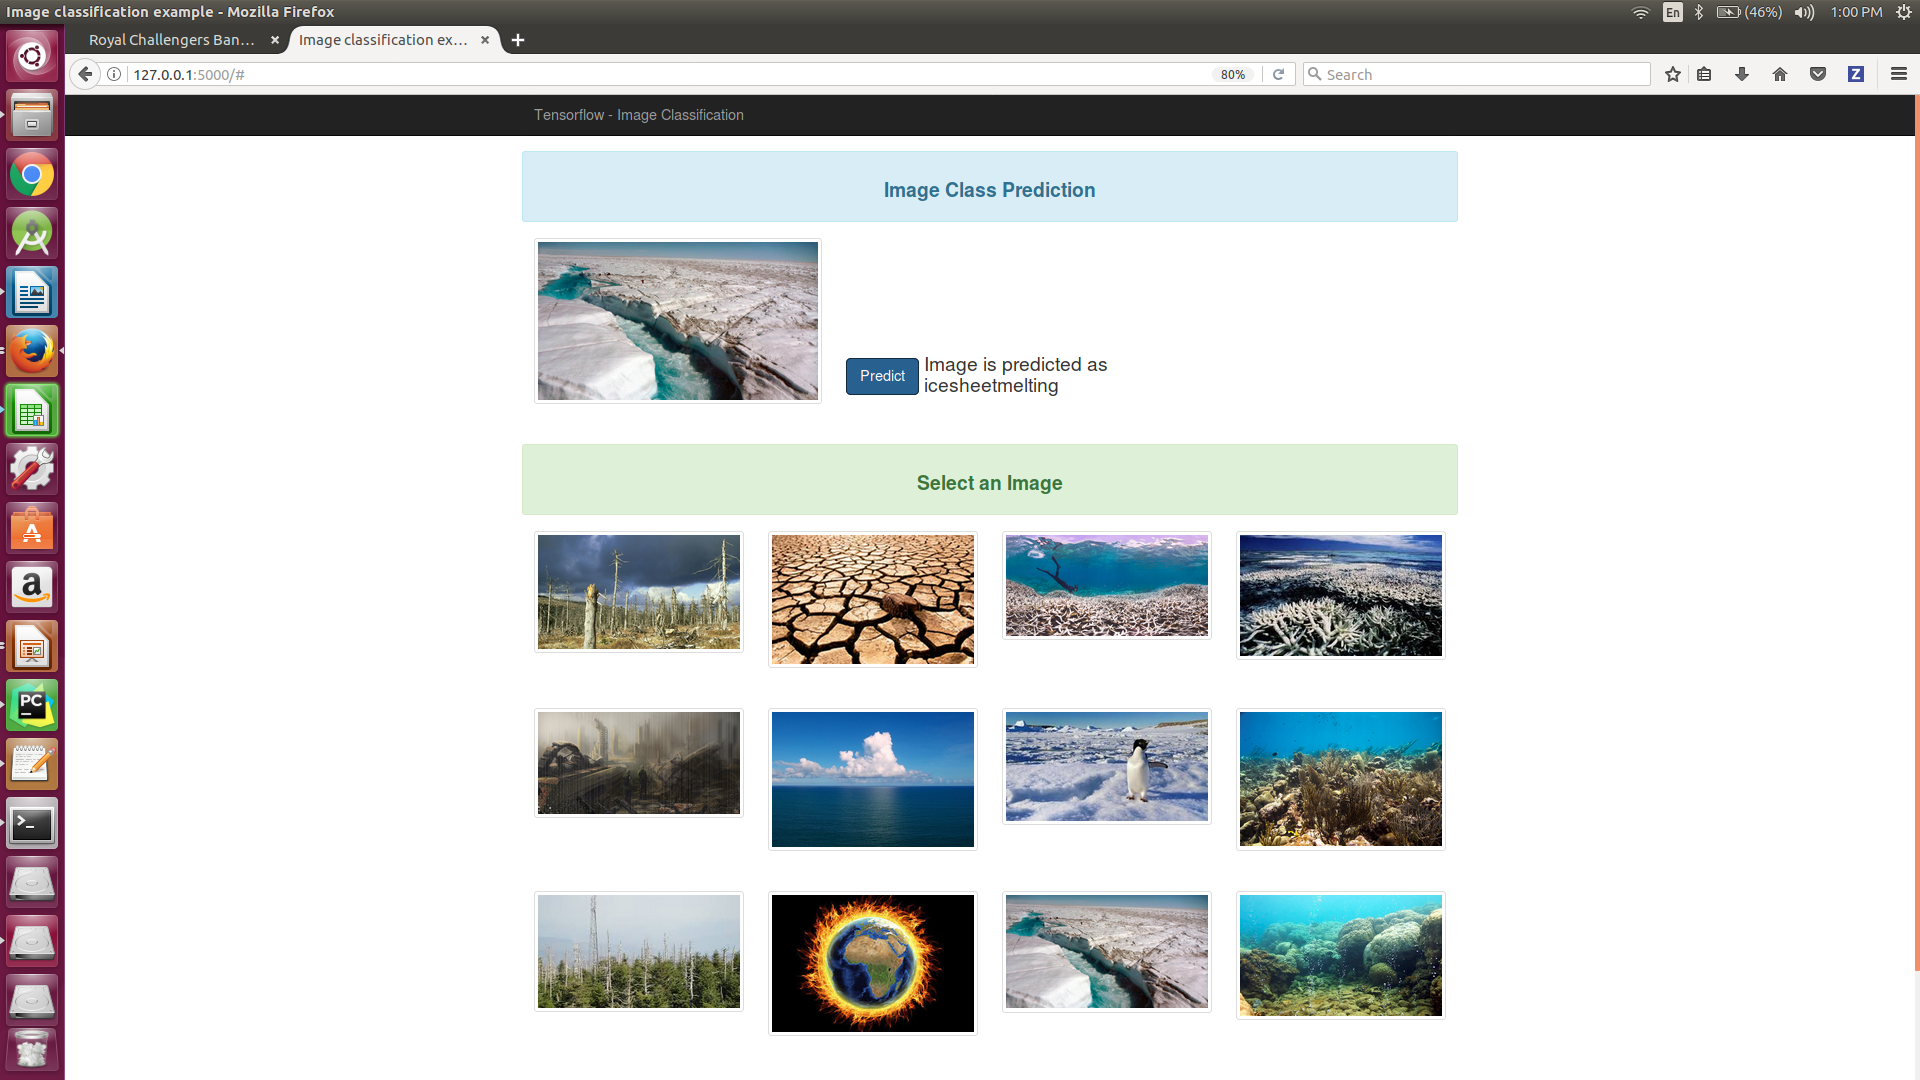 Image classification example - Mozilla Firefox
En
(46%)
1:00 PM
Royal Challengers Ban...
Image classification ex...
127.0.0.1:5000/#
80%
Search
Z
Tensorflow - Image Classification
Image Class Prediction
Predict
Image is predicted as
icesheetmelting
Select an Image
A
a
PC
>_